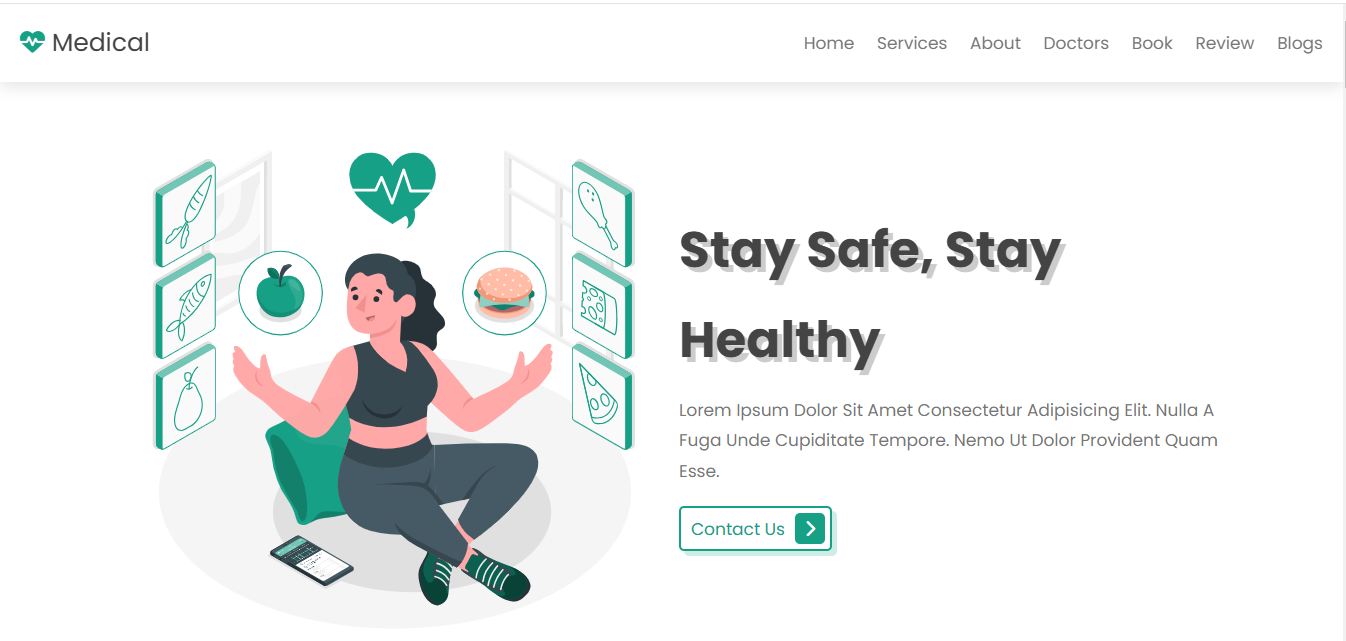 Medical
Home Services About Doctors Book Review Blogs
Stay Safe, Stay
Healthy
Lorem Ipsum Dolor Sit Amet Consectetur Adipisicing Elit. Nulla A
Fuga Unde Cupiditate Tempore. Nemo Ut Dolor Provident Quam
Esse.
Contact Us